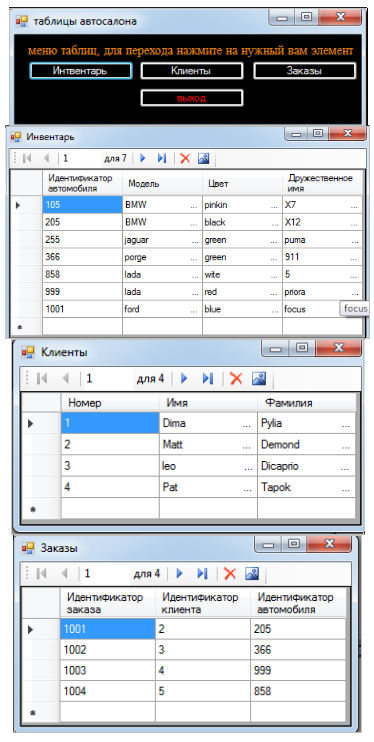 таблицы автосалона
меню таблиц, для перехода нажмите на нужный вам элемент
Интвентарь Клиенты Заказы
выход
Инвентарь
1 для 7
Идентификатор автомобиля Модель Цвет Дружественное имя
105 BMW ... pinkin ... X7 ...
205 BMW ... black ... X12 ...
255 jaguar ... green ... puma ...
366 porge ... green ... 911 ...
858 lada ... wite ... 5 ...
999 lada ... red ... priora ...
1001 ford ... blue ... focus focus
Клиенты
1 для 4
Номер Имя Фамилия
1 Dima ... Pylia ...
2 Matt ... Demond ...
3 leo ... Dicaprio ...
4 Pat ... Tapok ...
Заказы
1 для 4
Идентификатор заказа Идентификатор клиента Идентификатор автомобиля
1001 2 205
1002 3 366
1003 4 999
1004 5 858